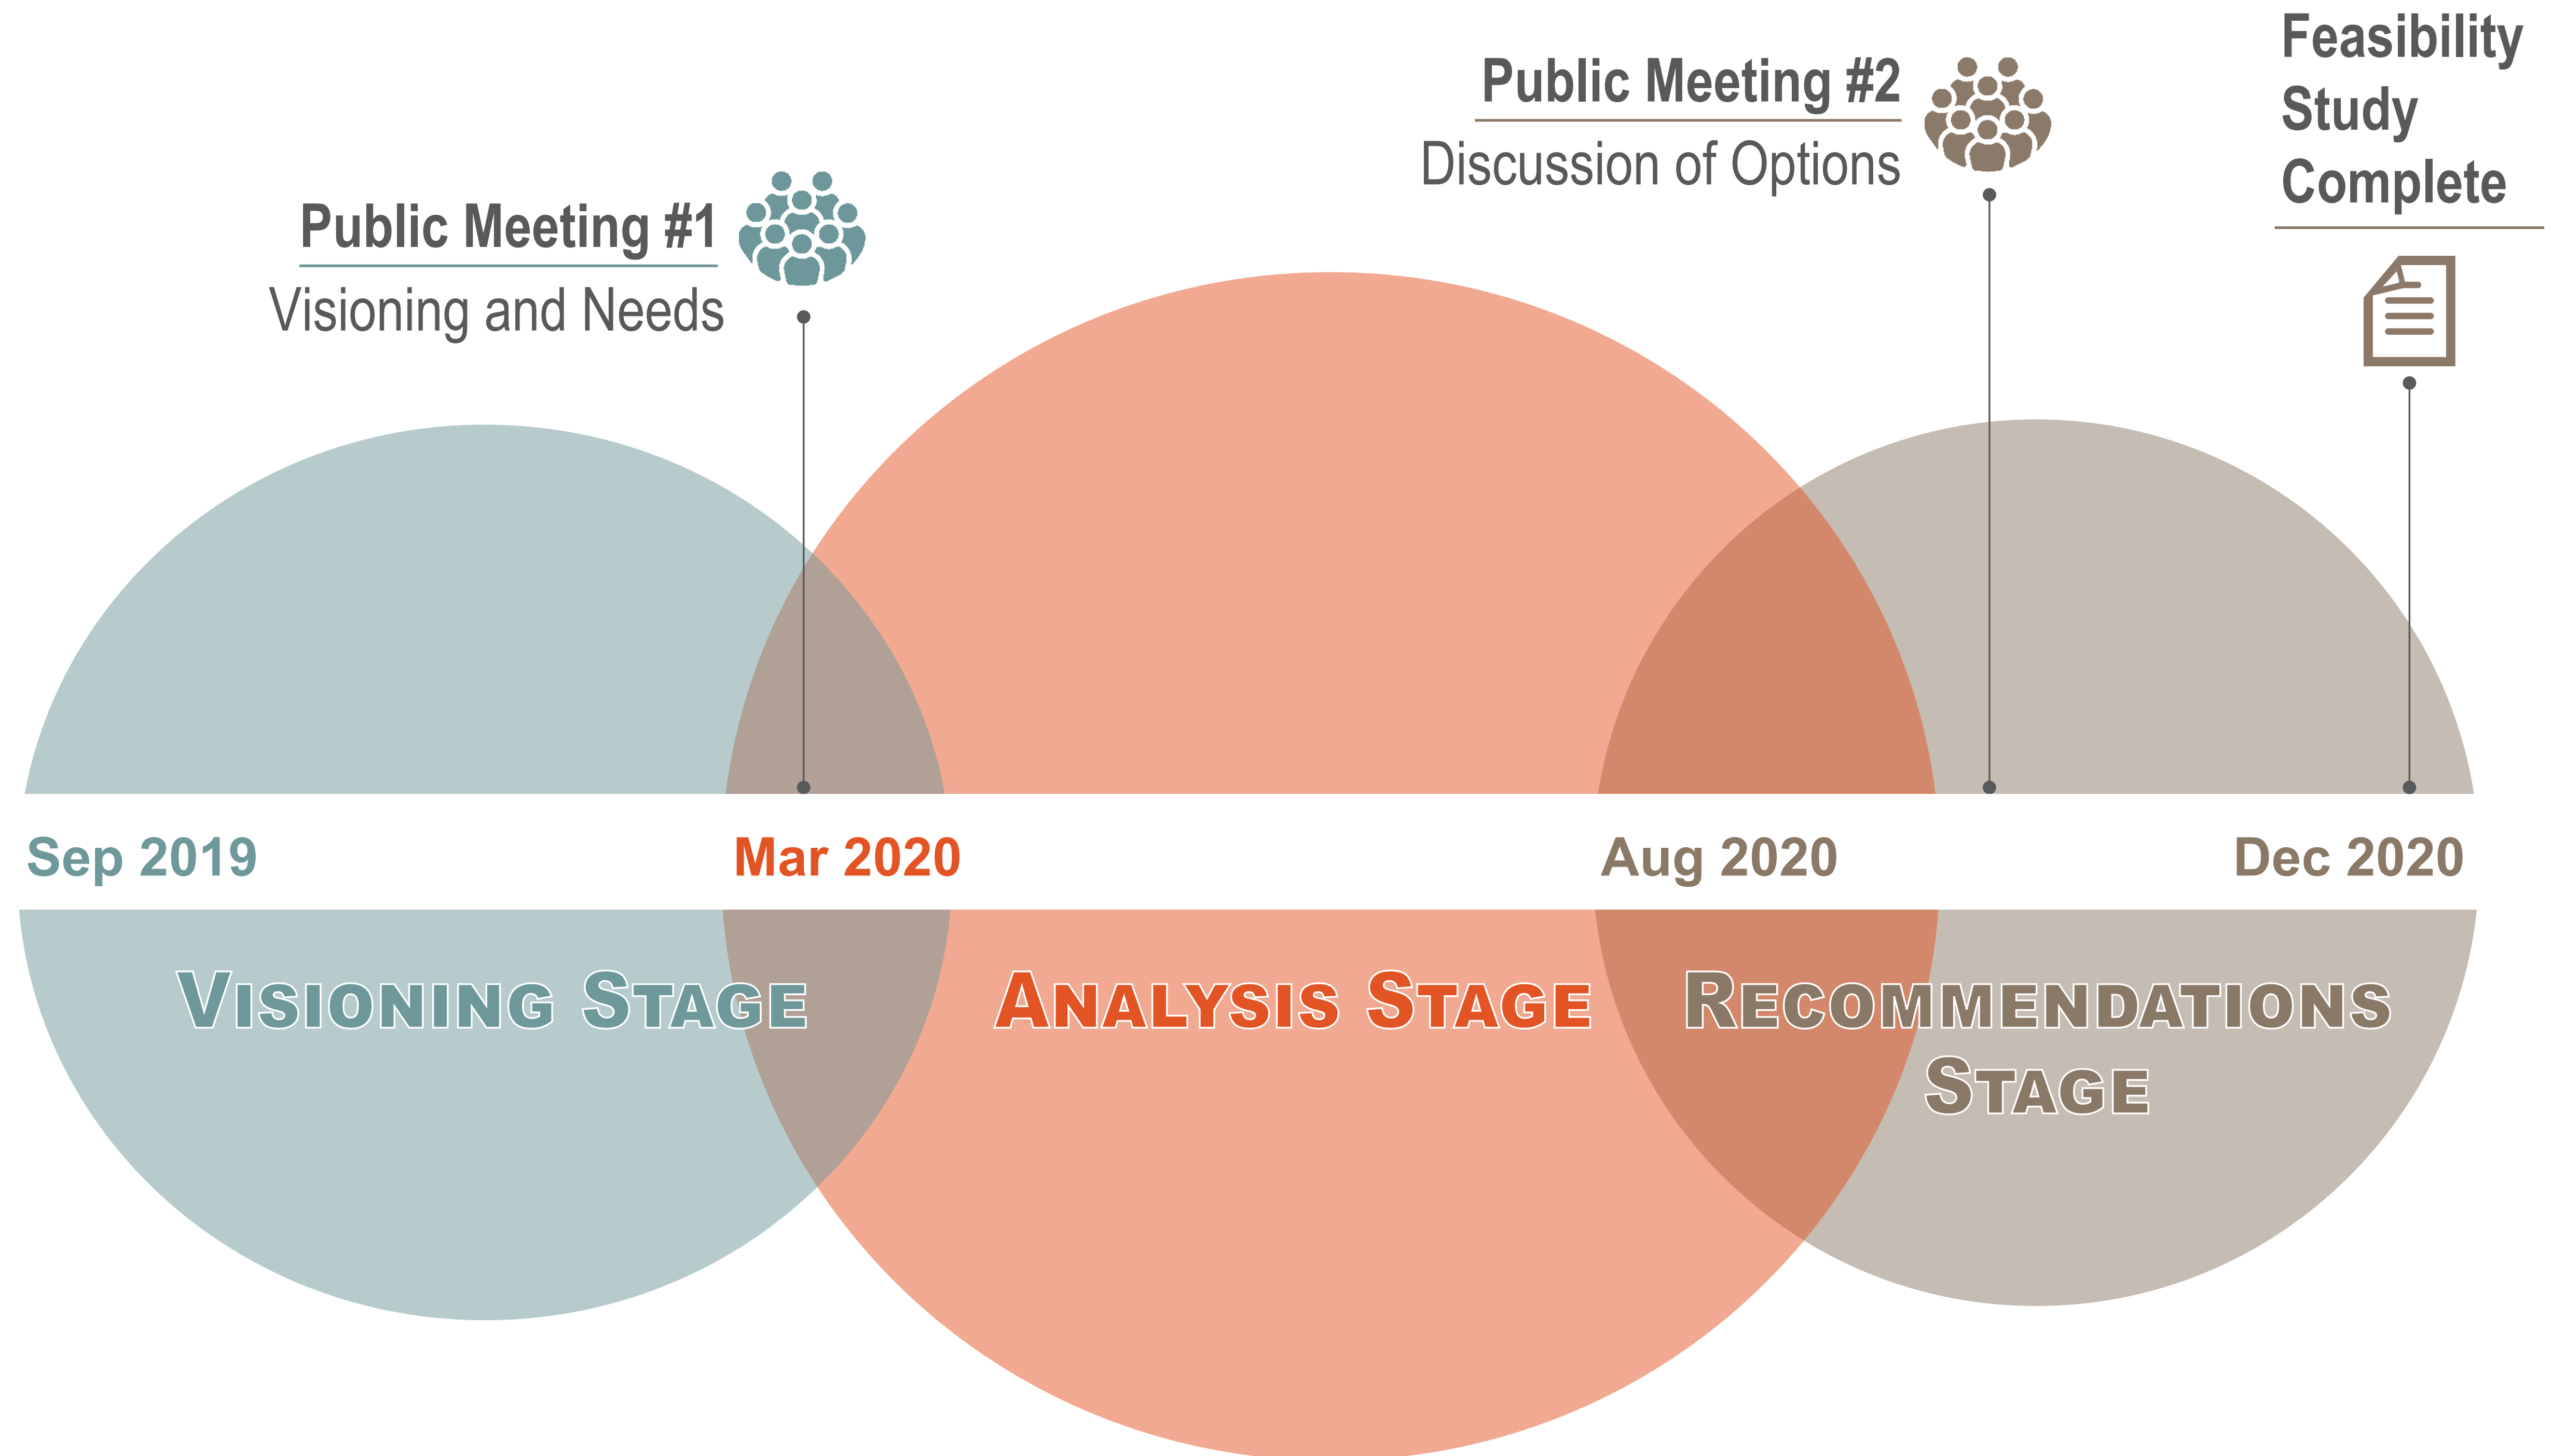 Public Meeting #1
Visioning and Needs
Public Meeting #2
Discussion of Options
Feasibility
Study
Complete
Sep 2019
Mar 2020
Aug 2020
Dec 2020
VISIONING STAGE
ANALYSIS STAGE
RECOMMENDATIONS
STAGE